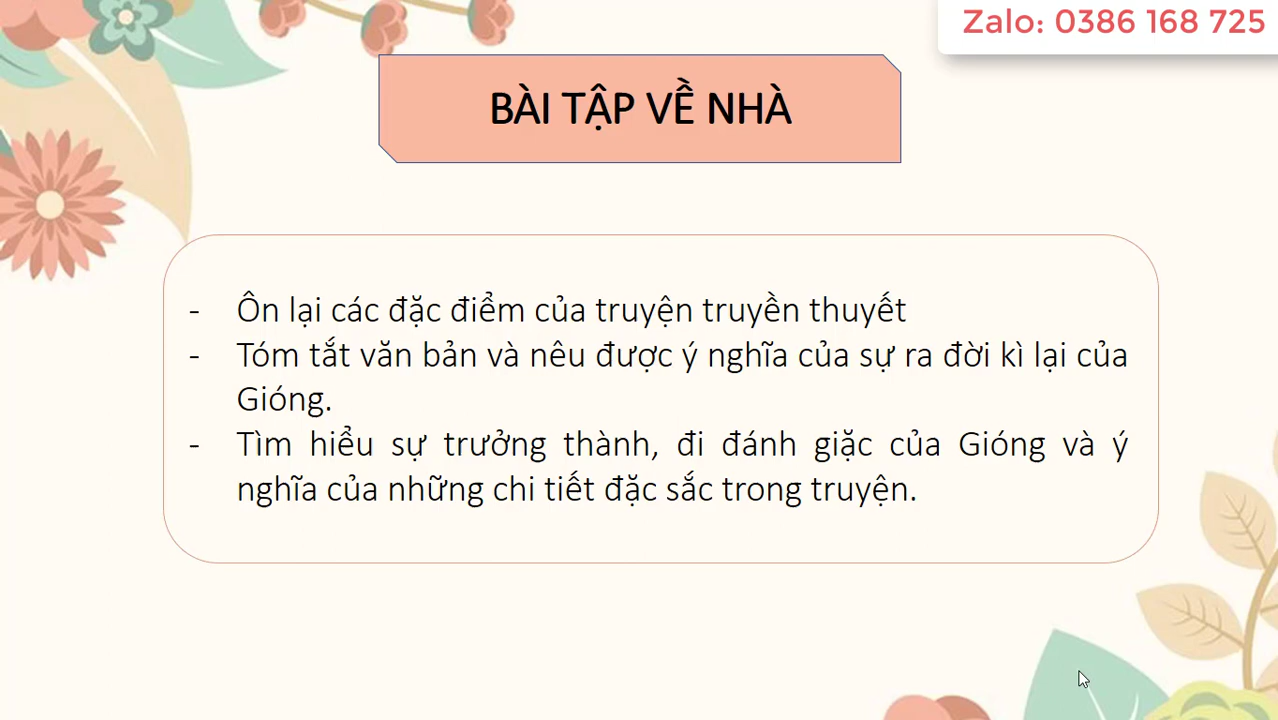 Zalo: 0386 168 725
BÀI TẬP VỀ NHÀ
- Ôn lại các đặc điểm của truyện truyền thuyết
- Tóm tắt văn bản và nêu được ý nghĩa của sự ra đời kì lại của
Gióng.
- Tìm hiểu sự trưởng thành, đi đánh giặc của Gióng và ý
nghĩa của những chi tiết đặc sắc trong truyện.